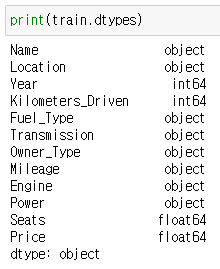 print(train.dtypes)
Name object
Location object
Year int64
Kilometers_Driven int64
Fuel_Type object
Transmission object
Owner_Type object
Mileage object
Engine object
Power object
Seats float64
Price float64
dtype: object